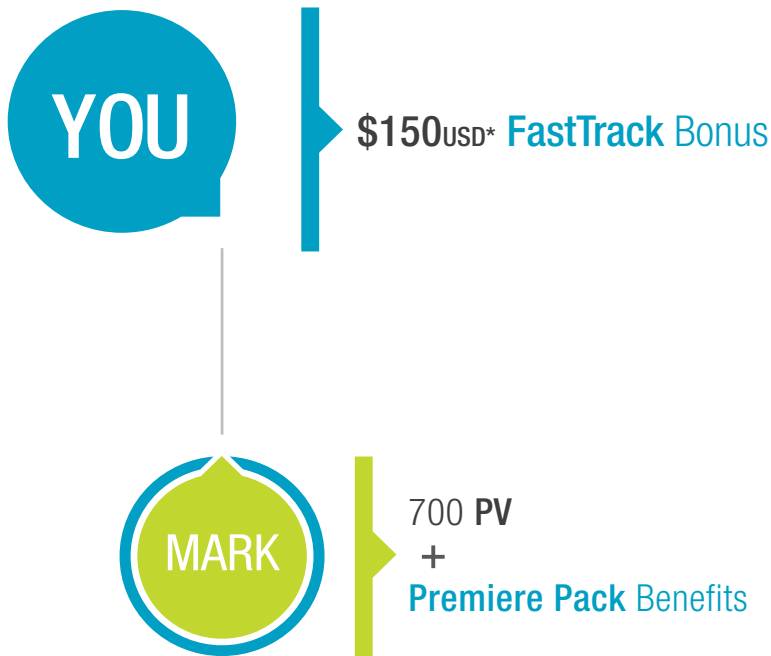 YOU
$150USD* FastTrack Bonus
MARK
700 PV
+
Premiere Pack Benefits